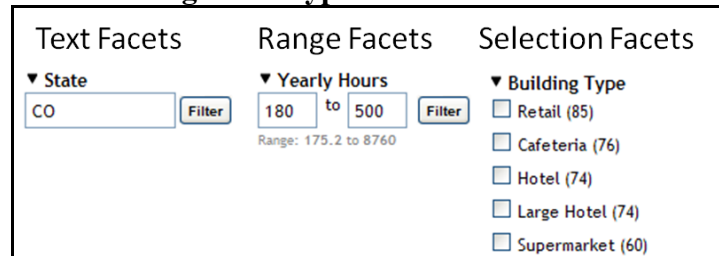 Text Facets
▼ State
CO Filter
Range Facets
▼ Yearly Hours
180 to 500 Filter
Range: 175.2 to 8760
Selection Facets
▼ Building Type
Retail (85)
Cafeteria (76)
Hotel (74)
Large Hotel (74)
Supermarket (60)